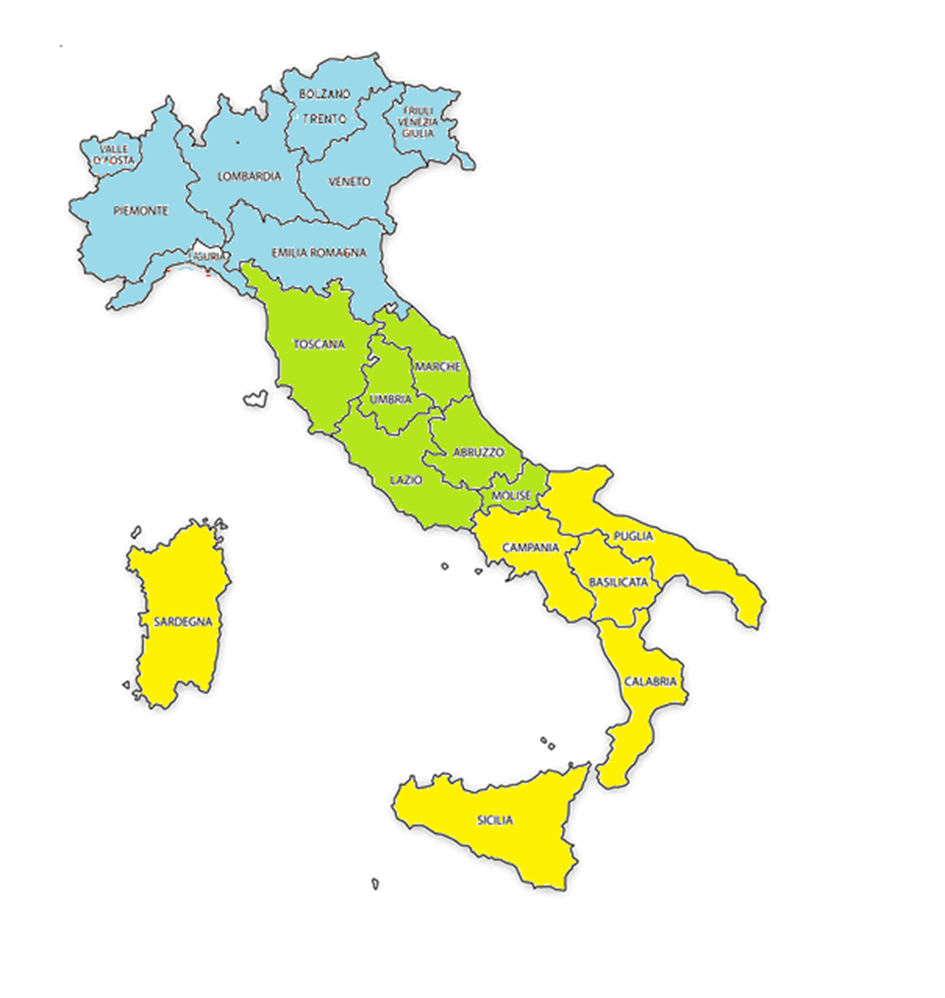 BOLZANO
TRENTO
FRIULI
VENEZIA
GIULIA
VALLE
D'AOSTA
LOMBARDIA
VENETO
PIEMONTE
EMILIA ROMAGNA
TOSCANA
MARCHE
UMBRIA
ABRUZZO
LAZIO
MOLISE
CAMPANIA
PUGLIA
BASILICATA
SARDEGNA
CALABRIA
SICILIA